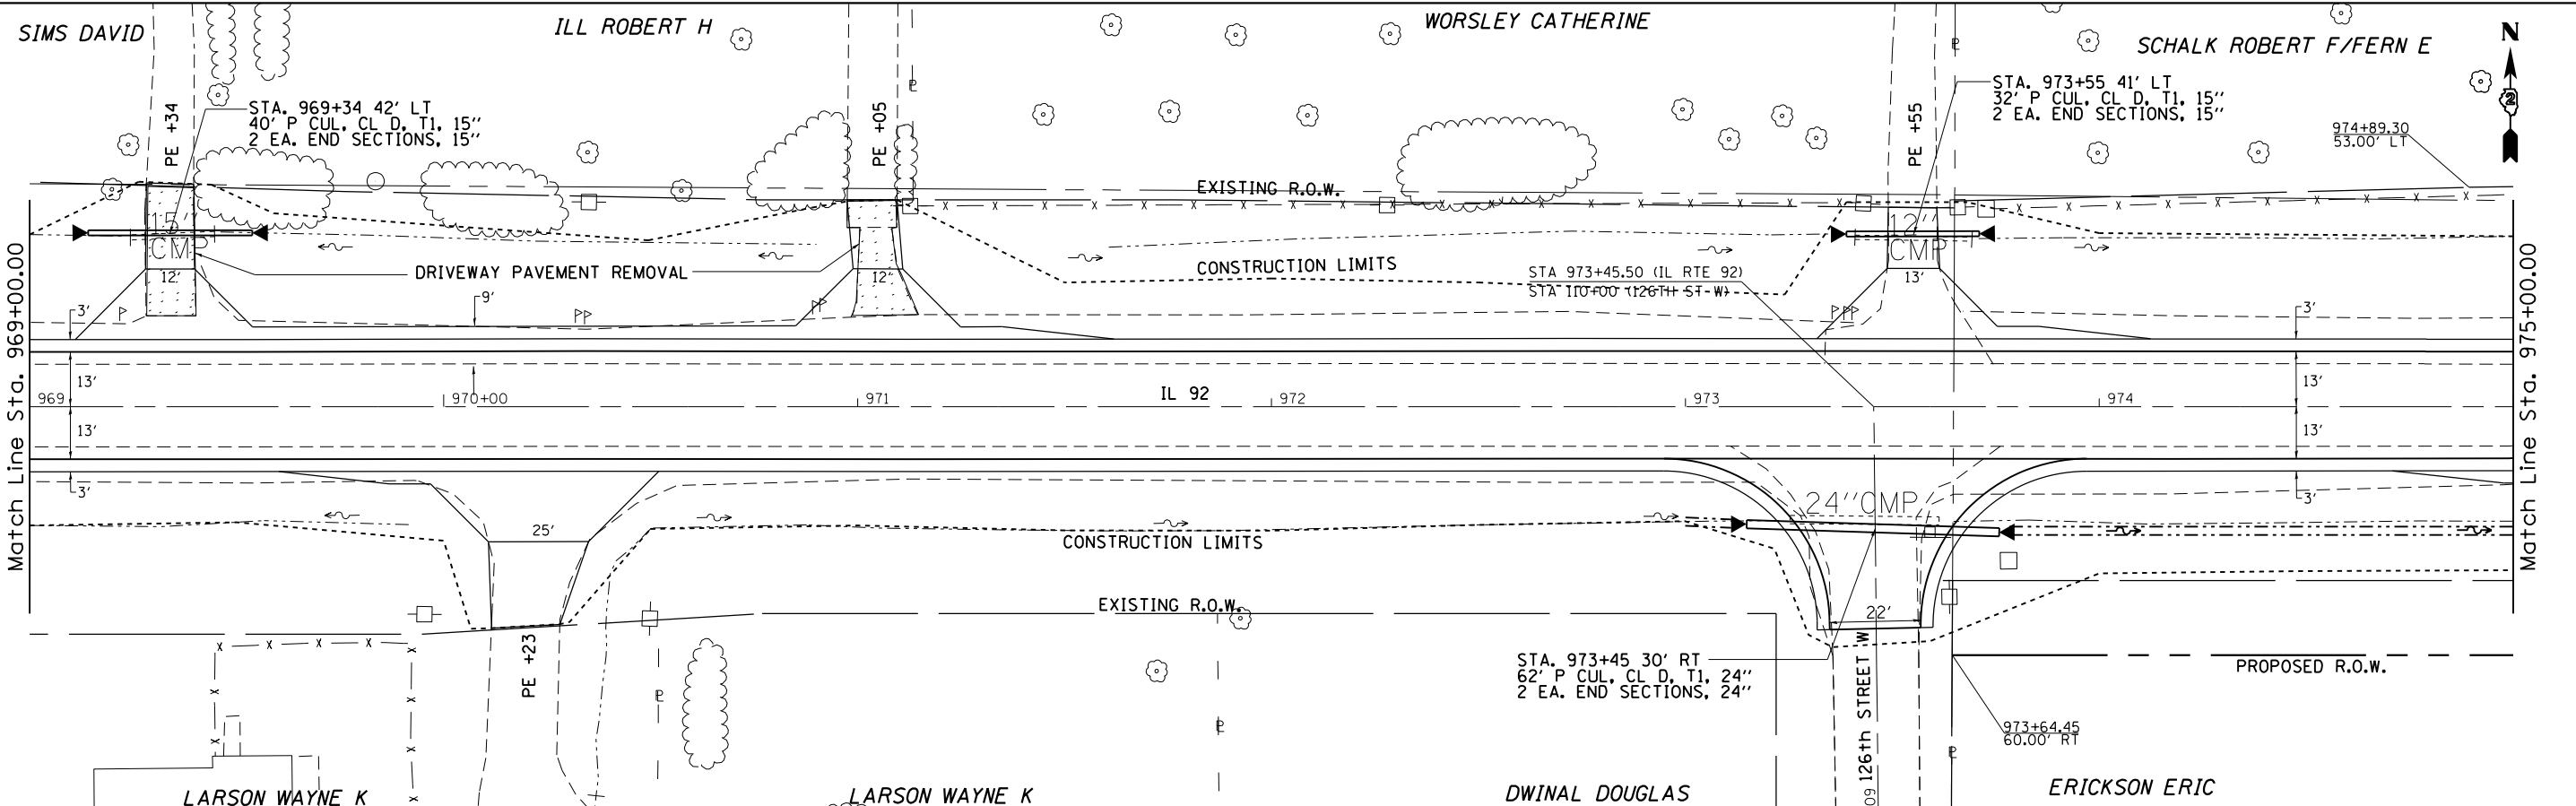 SIMS DAVID
ILL ROBERT H
WORSLEY CATHERINE
SCHALK ROBERT F/FERN E
N
2
STA. 969+34 42' LT
40' P CUL, CL D, T1, 15''
2 EA. END SECTIONS, 15''
STA. 973+55 41' LT
32' P CUL, CL D, T1, 15''
2 EA. END SECTIONS, 15''
974+89.30
53.00' LT
PE +34
PE +05
PE +55
EXISTING R.O.W.
12''
CMP
DRIVEWAY PAVEMENT REMOVAL
CONSTRUCTION LIMITS
STA 973+45.50 (IL RTE 92)
STA 110+00 (126TH ST W)
12'
12'
13'
9'
3'
3'
P
PP
PP
PPP
Match Line Sta. 969+00.00
Match Line Sta. 975+00.00
13'
13'
IL 92
969
970+00
971
972
973
974
13'
13'
3'
3'
24''CMP
25'
CONSTRUCTION LIMITS
EXISTING R.O.W.
22'
PE +23
STA. 973+45 30' RT
62' P CUL, CL D, T1, 24''
2 EA. END SECTIONS, 24''
126th STREET W
09
PROPOSED R.O.W.
973+64.45
60.00' RT
LARSON WAYNE K
LARSON WAYNE K
DWINAL DOUGLAS
ERICKSON ERIC